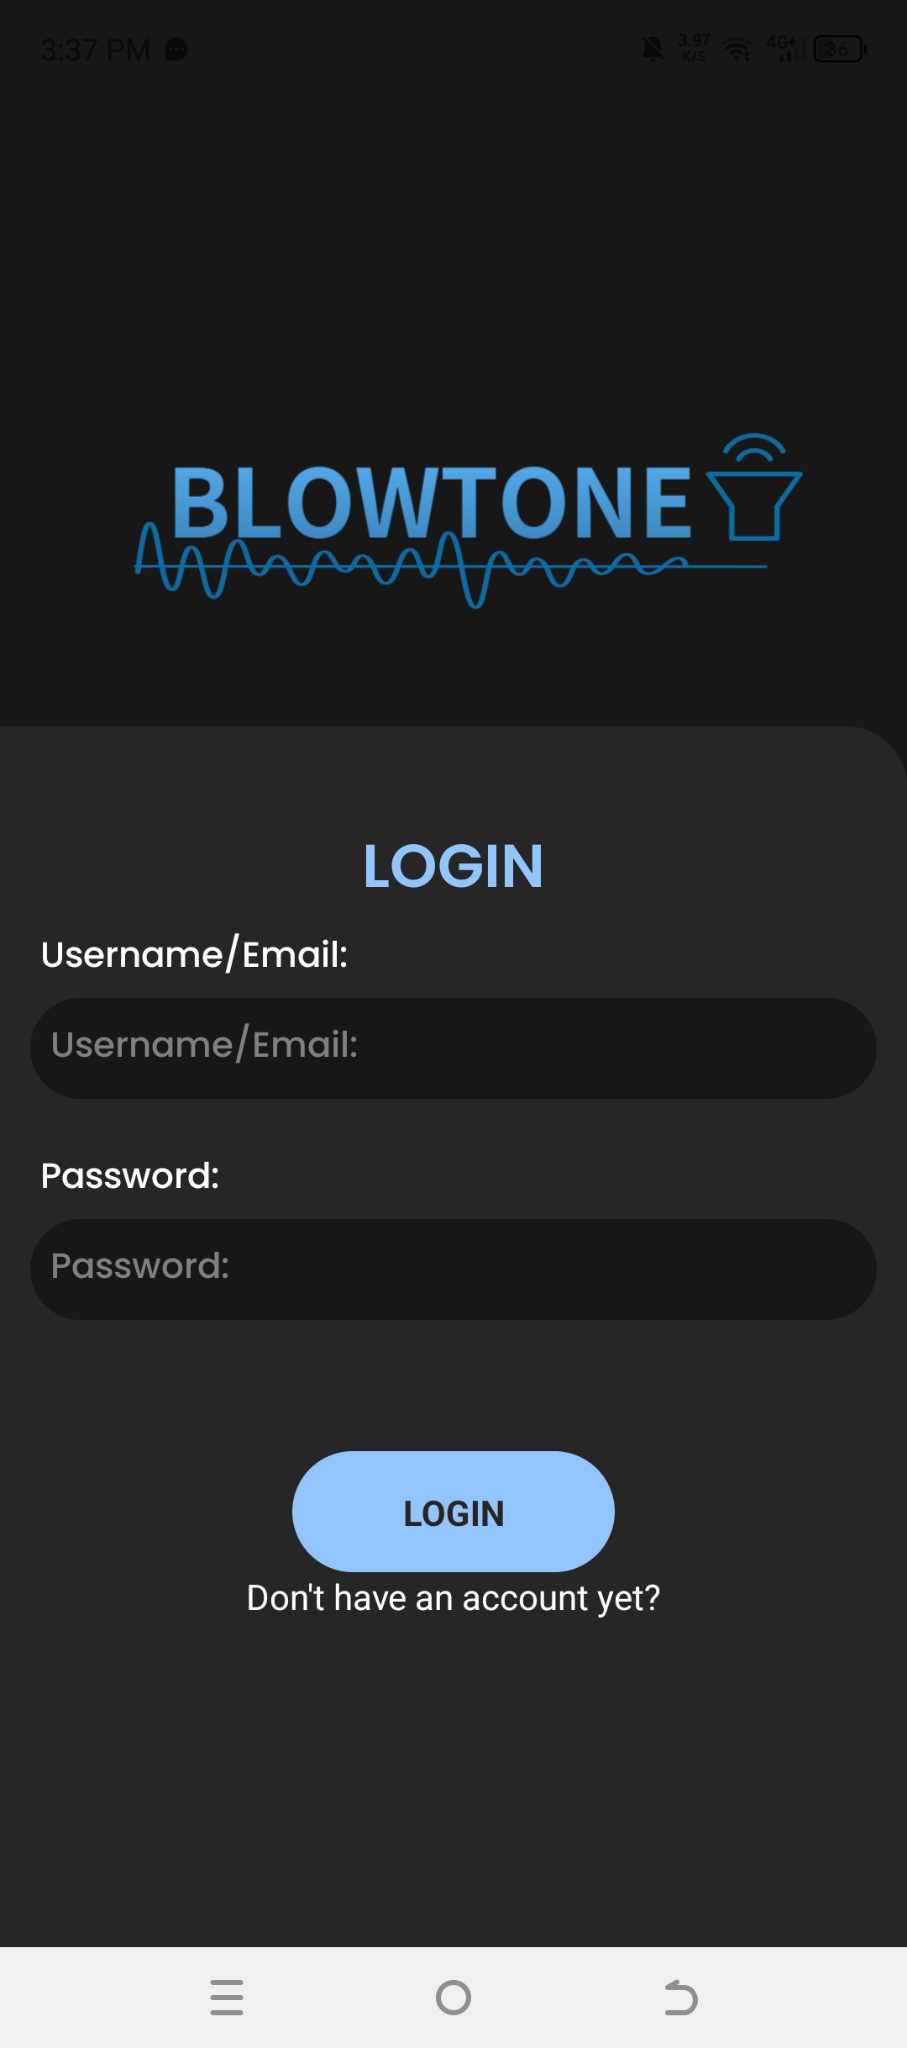 3:37 PM
3.97
K/S
4G+
36
BLOWTONE
LOGIN
Username/Email:
Username/Email:
Password:
Password:
LOGIN
Don't have an account yet?